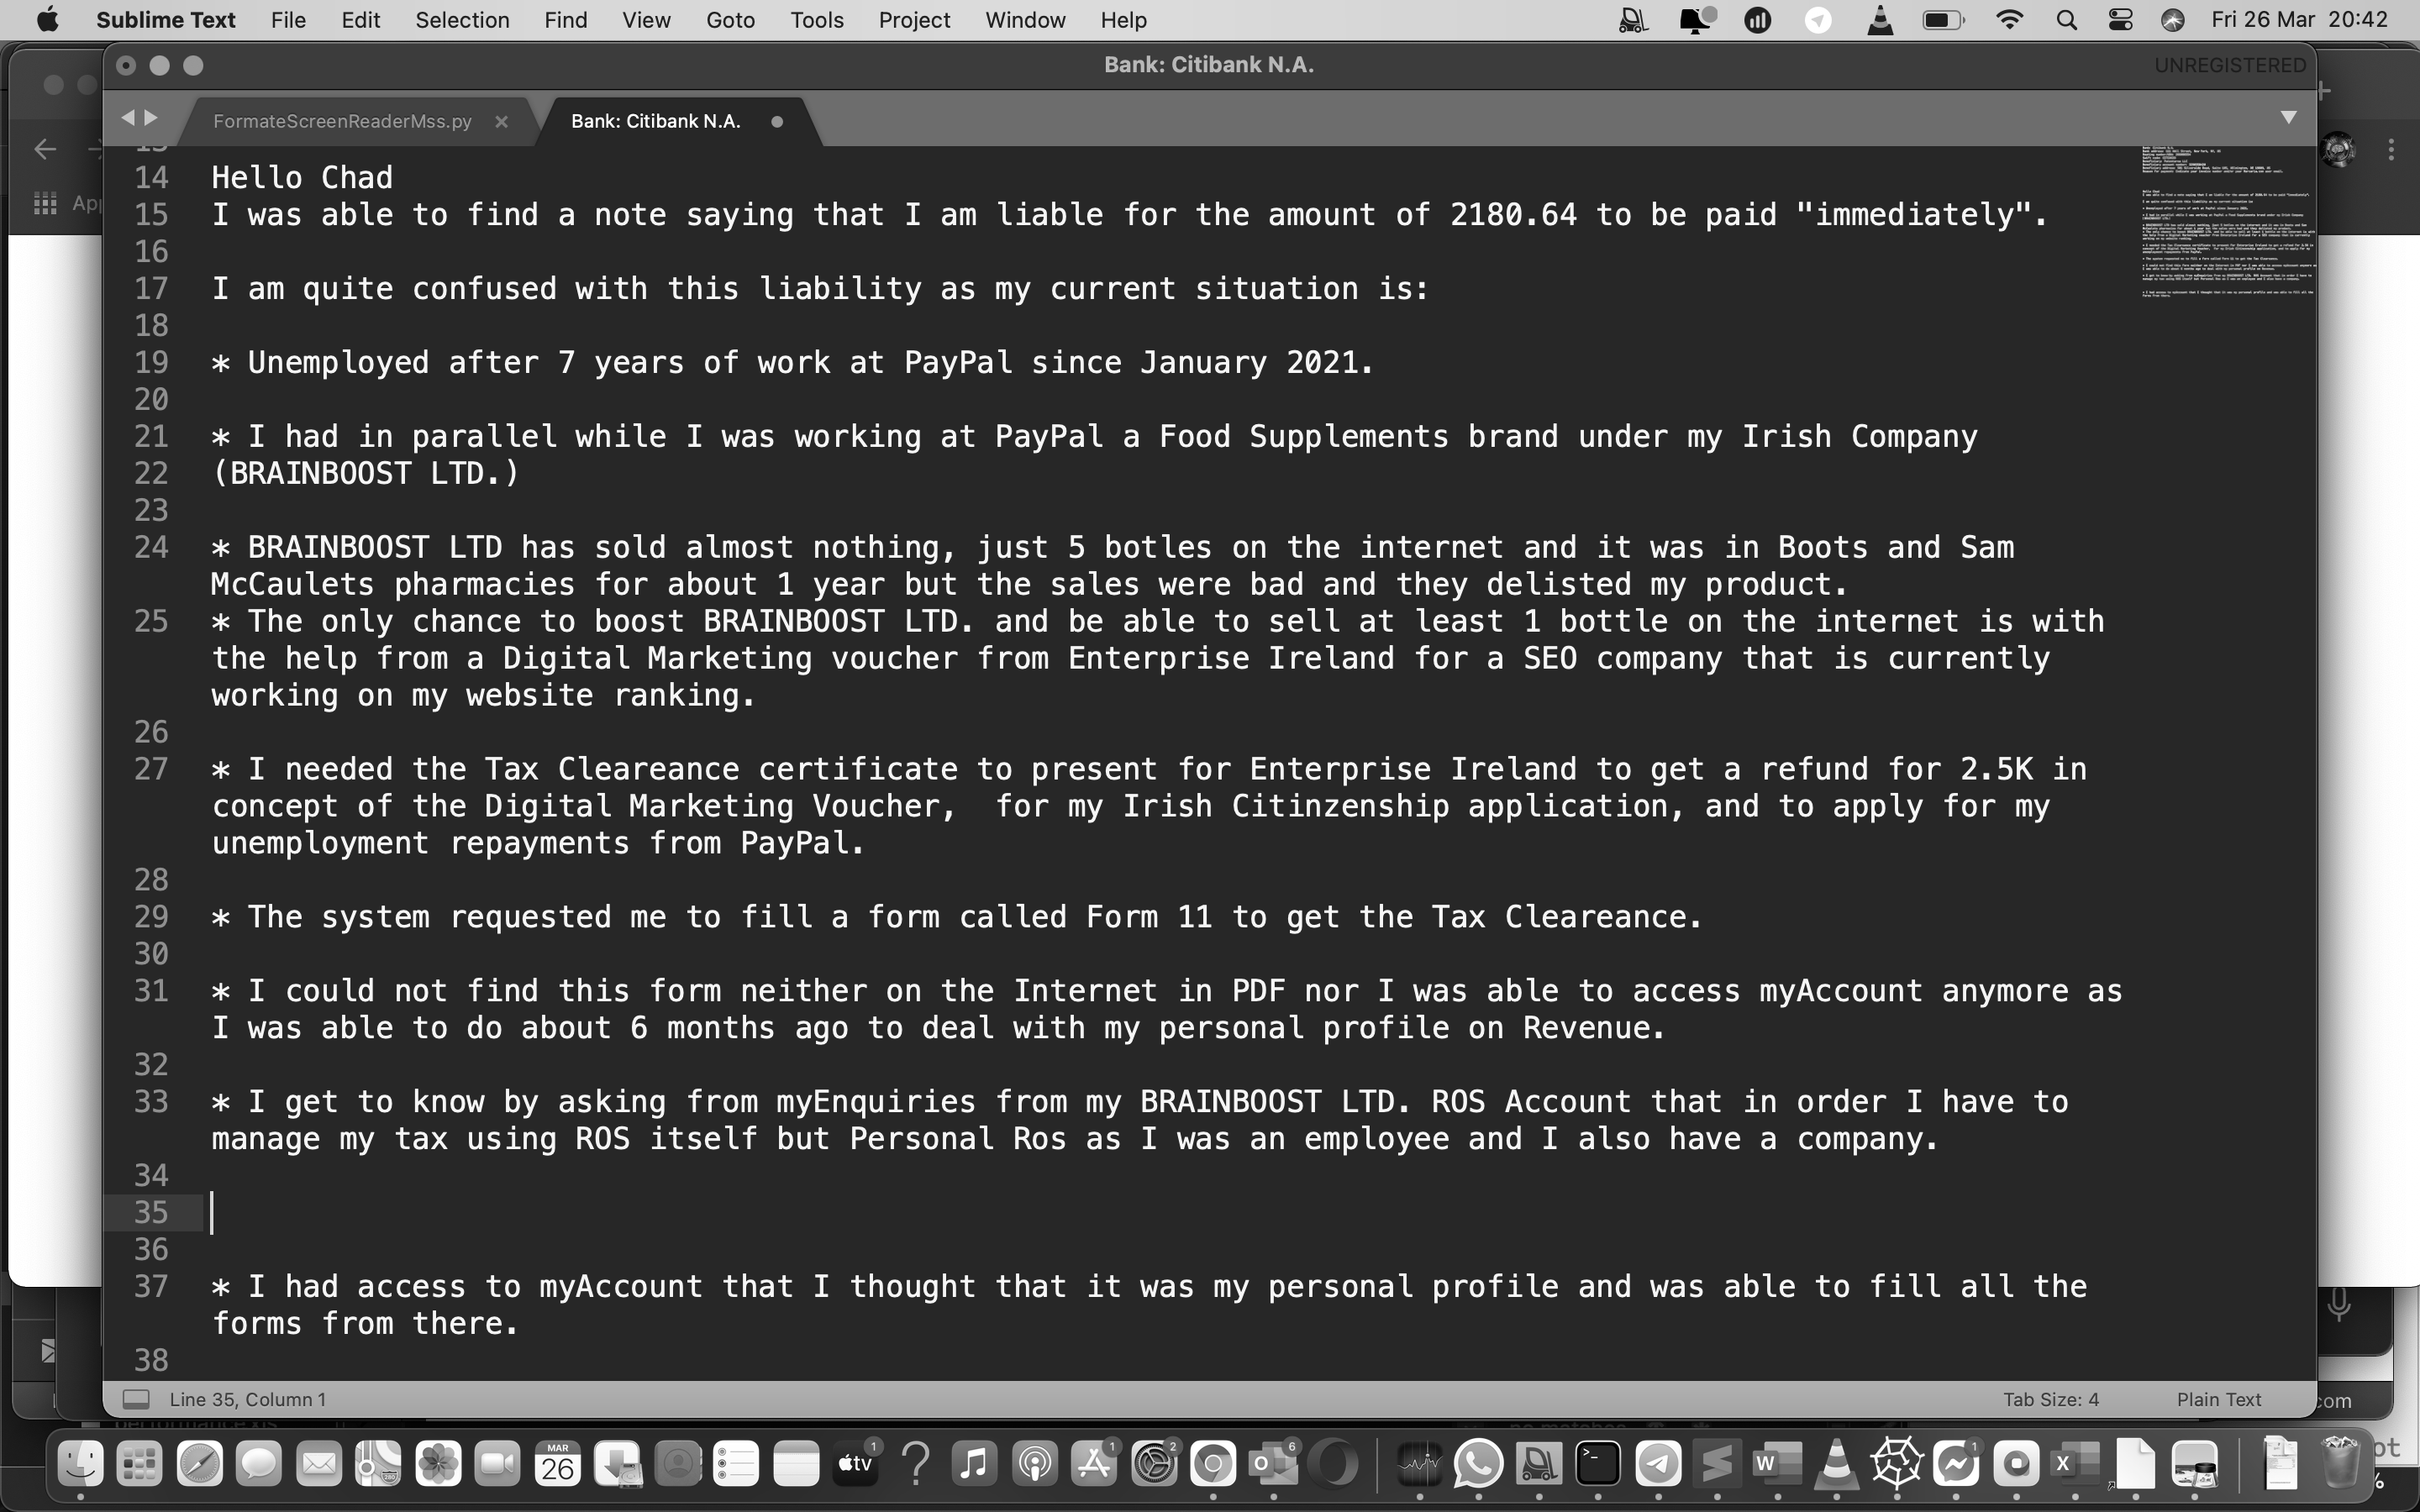 Sublime Text File Edit Selection Find View Goto Tools Project Window Help Fri 26 Mar 20:42
Bank: Citibank N.A. UNREGISTERED
FormateScreenReaderMss.py Bank: Citibank N.A.
14 Hello Chad
15 I was able to find a note saying that I am liable for the amount of 2180.64 to be paid "immediately".
16
17 I am quite confused with this liability as my current situation is:
18
19 * Unemployed after 7 years of work at PayPal since January 2021.
20
21 * I had in parallel while I was working at PayPal a Food Supplements brand under my Irish Company
22 (BRAINBOOST LTD.)
23
24 * BRAINBOOST LTD has sold almost nothing, just 5 botles on the internet and it was in Boots and Sam
McCaulets pharmacies for about 1 year but the sales were bad and they delisted my product.
25 * The only chance to boost BRAINBOOST LTD. and be able to sell at least 1 bottle on the internet is with
the help from a Digital Marketing voucher from Enterprise Ireland for a SEO company that is currently
working on my website ranking.
26
27 * I needed the Tax Cleareance certificate to present for Enterprise Ireland to get a refund for 2.5K in
concept of the Digital Marketing Voucher,  for my Irish Citinzenship application, and to apply for my
unemployment repayments from PayPal.
28
29 * The system requested me to fill a form called Form 11 to get the Tax Cleareance.
30
31 * I could not find this form neither on the Internet in PDF nor I was able to access myAccount anymore as
I was able to do about 6 months ago to deal with my personal profile on Revenue.
32
33 * I get to know by asking from myEnquiries from my BRAINBOOST LTD. ROS Account that in order I have to
manage my tax using ROS itself but Personal Ros as I was an employee and I also have a company.
34
35
36
37 * I had access to myAccount that I thought that it was my personal profile and was able to fill all the
forms from there.
38
Line 35, Column 1 Tab Size: 4 Plain Text
MAR
26
tv